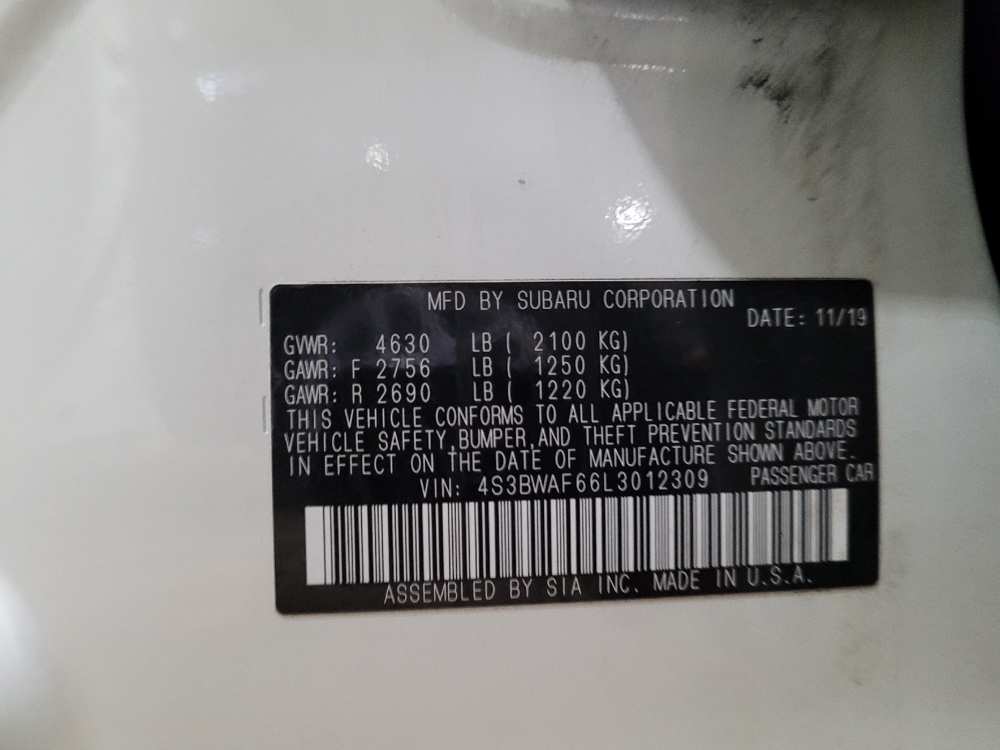 MFD BY SUBARU CORPORATION
DATE: 11/19
GVWR: 4630 LB ( 2100 KG)
GAWR: F 2756 LB ( 1250 KG)
GAWR: R 2690 LB ( 1220 KG)
THIS VEHICLE CONFORMS TO ALL APPLICABLE FEDERAL MOTOR
VEHICLE SAFETY,BUMPER,AND THEFT PREVENTION STANDARDS
IN EFFECT ON THE DATE OF MANUFACTURE SHOWN ABOVE.
VIN: 4S3BWAF66L3012309 PASSENGER CAR
ASSEMBLED BY SIA INC. MADE IN U.S.A.